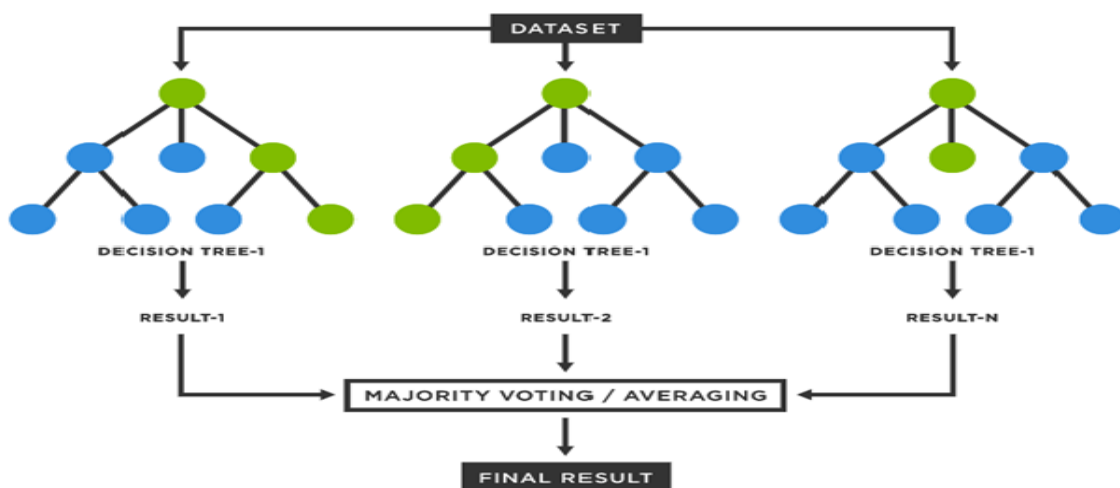 DATASET
DECISION TREE-1
DECISION TREE-1
DECISION TREE-1
RESULT-1
RESULT-2
RESULT-N
MAJORITY VOTING / AVERAGING
FINAL RESULT